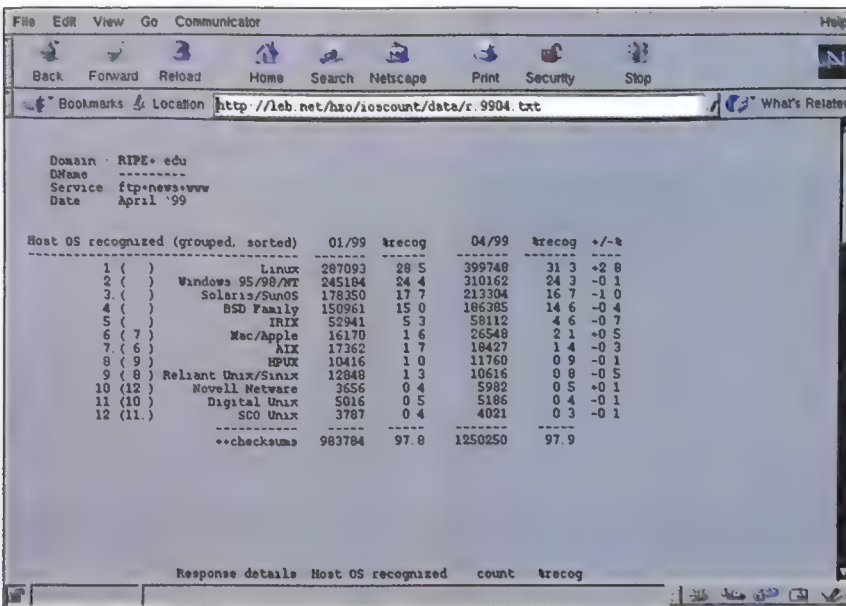 File Edit View Go Communicator Help
Back Forward Reload Home Search Netscape Print Security Stop N
Bookmarks Location http://leb.net/hzo/ioscount/data/r.9904.txt What's Related
Domain : RIPE+ edu
DName ---------
Service ftp+news+www
Date April '99
Host OS recognized (grouped, sorted) 01/99 %recog 04/99 %recog +/-%
1 ( ) Linux 287093 28 5 399748 31 3 +2 8
2 ( ) Windows 95/98/NT 245184 24 4 310162 24 3 -0 1
3. ( ) Solaris/SunOS 178350 17 7 213304 16 7 -1 0
4 ( ) BSD Family 150961 15 0 186385 14 6 -0 4
5 ( ) IRIX 52941 5 3 58112 4 6 -0 7
6 ( 7) Mac/Apple 16170 1 6 26548 2 1 +0 5
7. ( 6) AIX 17362 1 7 18427 1 4 -0 3
8 ( 9) HPUX 10416 1 0 11760 0 9 -0 1
9 ( 8) Reliant Unix/Sinix 12848 1 3 10616 0 8 -0 5
10 (12 ) Novell Netware 3656 0 4 5982 0 5 +0 1
11 (10 ) Digital Unix 5016 0 5 5186 0 4 -0 1
12 (11.) SCO Unix 3787 0 4 4021 0 3 -0 1
++checksums 983784 97.8 1250250 97.9
Response details Host OS recognized count %recog